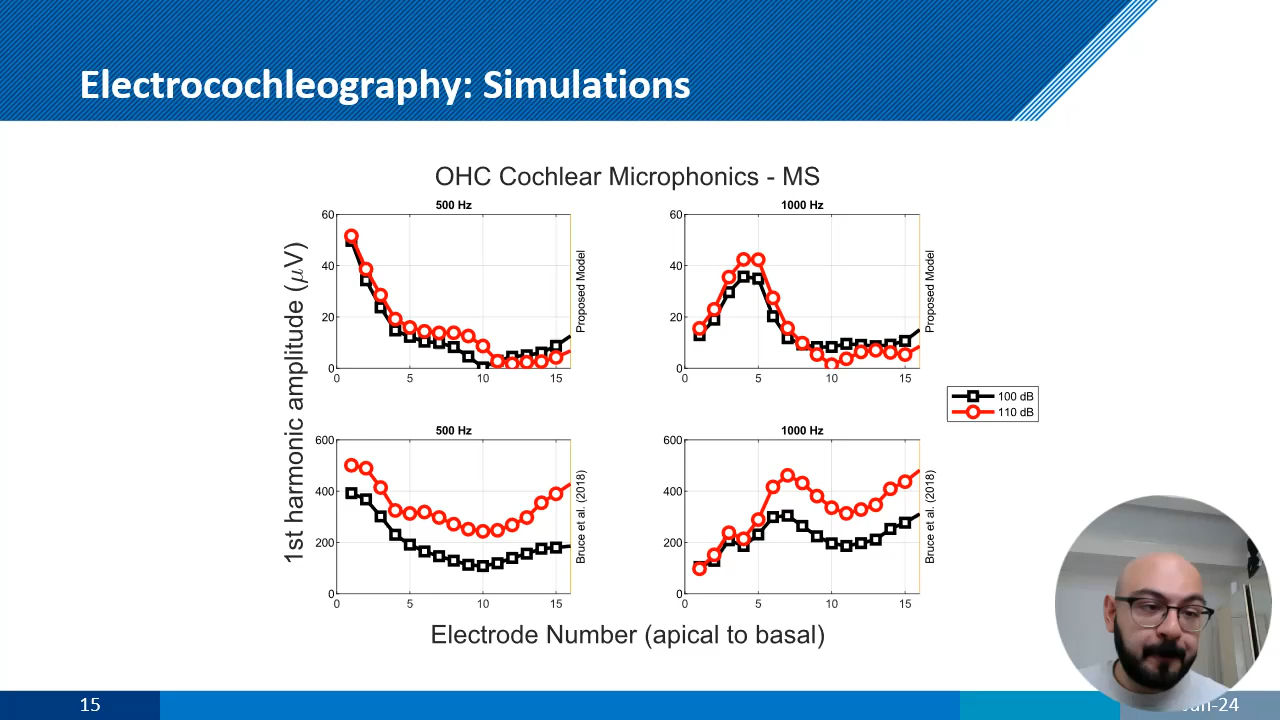 Electrocochleography: Simulations
OHC Cochlear Microphonics - MS
500 Hz
1000 Hz
60
40
20
0
0 5 10 15
Proposed Model
60
40
20
0
0 5 10 15
Proposed Model
1st harmonic amplitude (μV)
100 dB
110 dB
500 Hz
1000 Hz
600
400
200
0
0 5 10 15
Bruce et al. (2018)
600
400
200
0
0 5 10 15
Bruce et al. (2018)
Electrode Number (apical to basal)
15
-24